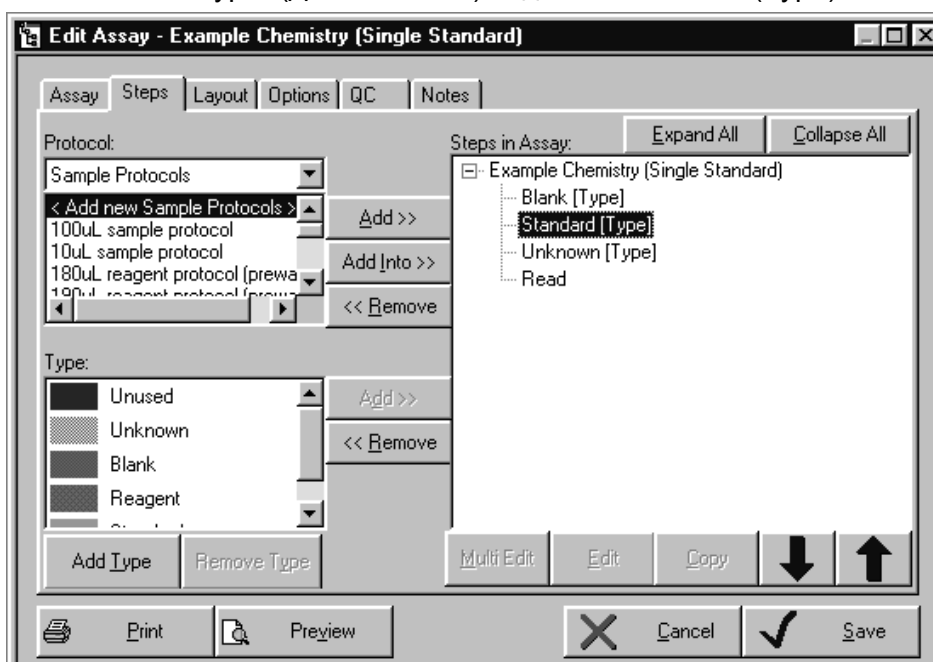 Edit Assay - Example Chemistry (Single Standard)
Assay Steps Layout Options QC Notes
Protocol:
Sample Protocols
< Add new Sample Protocols >
100uL sample protocol
10uL sample protocol
180uL reagent protocol (prewa
Add >>
Add Into >>
<< Remove
Type:
Unused
Unknown
Blank
Reagent
Add >>
<< Remove
Add Type
Remove Type
Steps in Assay:
Expand All
Collapse All
Example Chemistry (Single Standard)
Blank [Type]
Standard [Type]
Unknown [Type]
Read
Multi Edit
Edit
Copy
Print
Preview
Cancel
Save